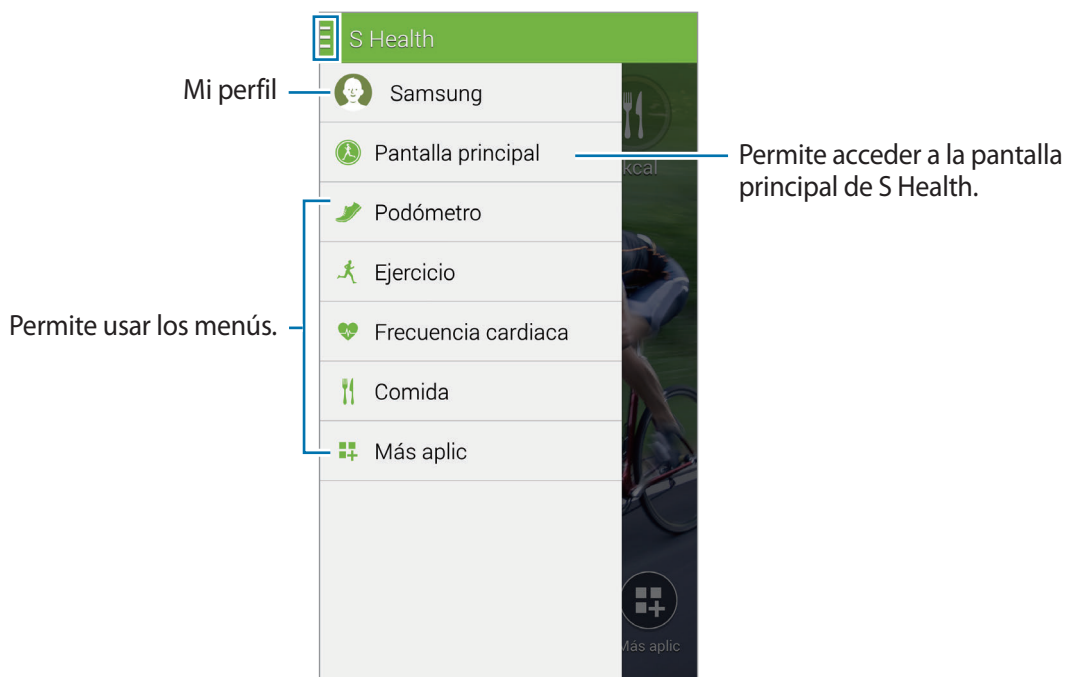 S Health
Mi perfil
Samsung
Pantalla principal
Permite acceder a la pantalla
principal de S Health.
kcal
Podómetro
Ejercicio
Permite usar los menús.
Frecuencia cardiaca
Comida
Más aplic
Más aplic